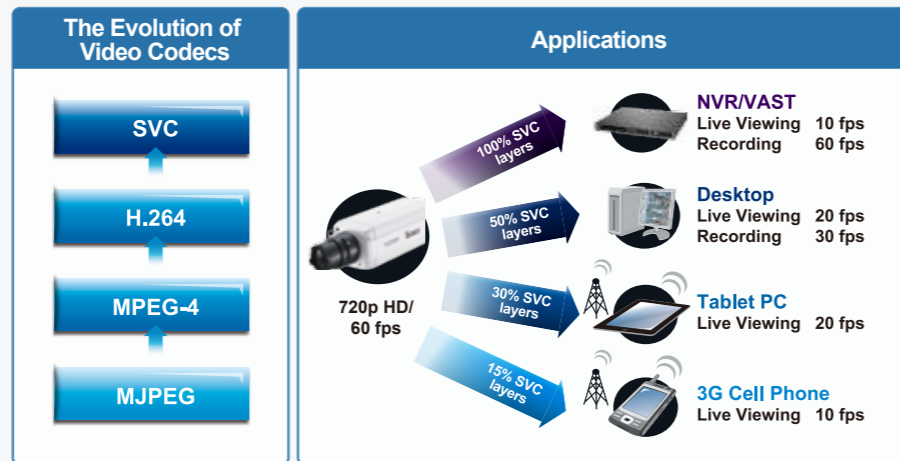 The Evolution of
Video Codecs
SVC
H.264
MPEG-4
MJPEG
Applications
720p HD/
60 fps
100% SVC
layers
50% SVC
layers
30% SVC
layers
15% SVC
layers
NVR/VAST
Live Viewing 10 fps
Recording 60 fps
Desktop
Live Viewing 20 fps
Recording 30 fps
Tablet PC
Live Viewing 20 fps
3G Cell Phone
Live Viewing 10 fps